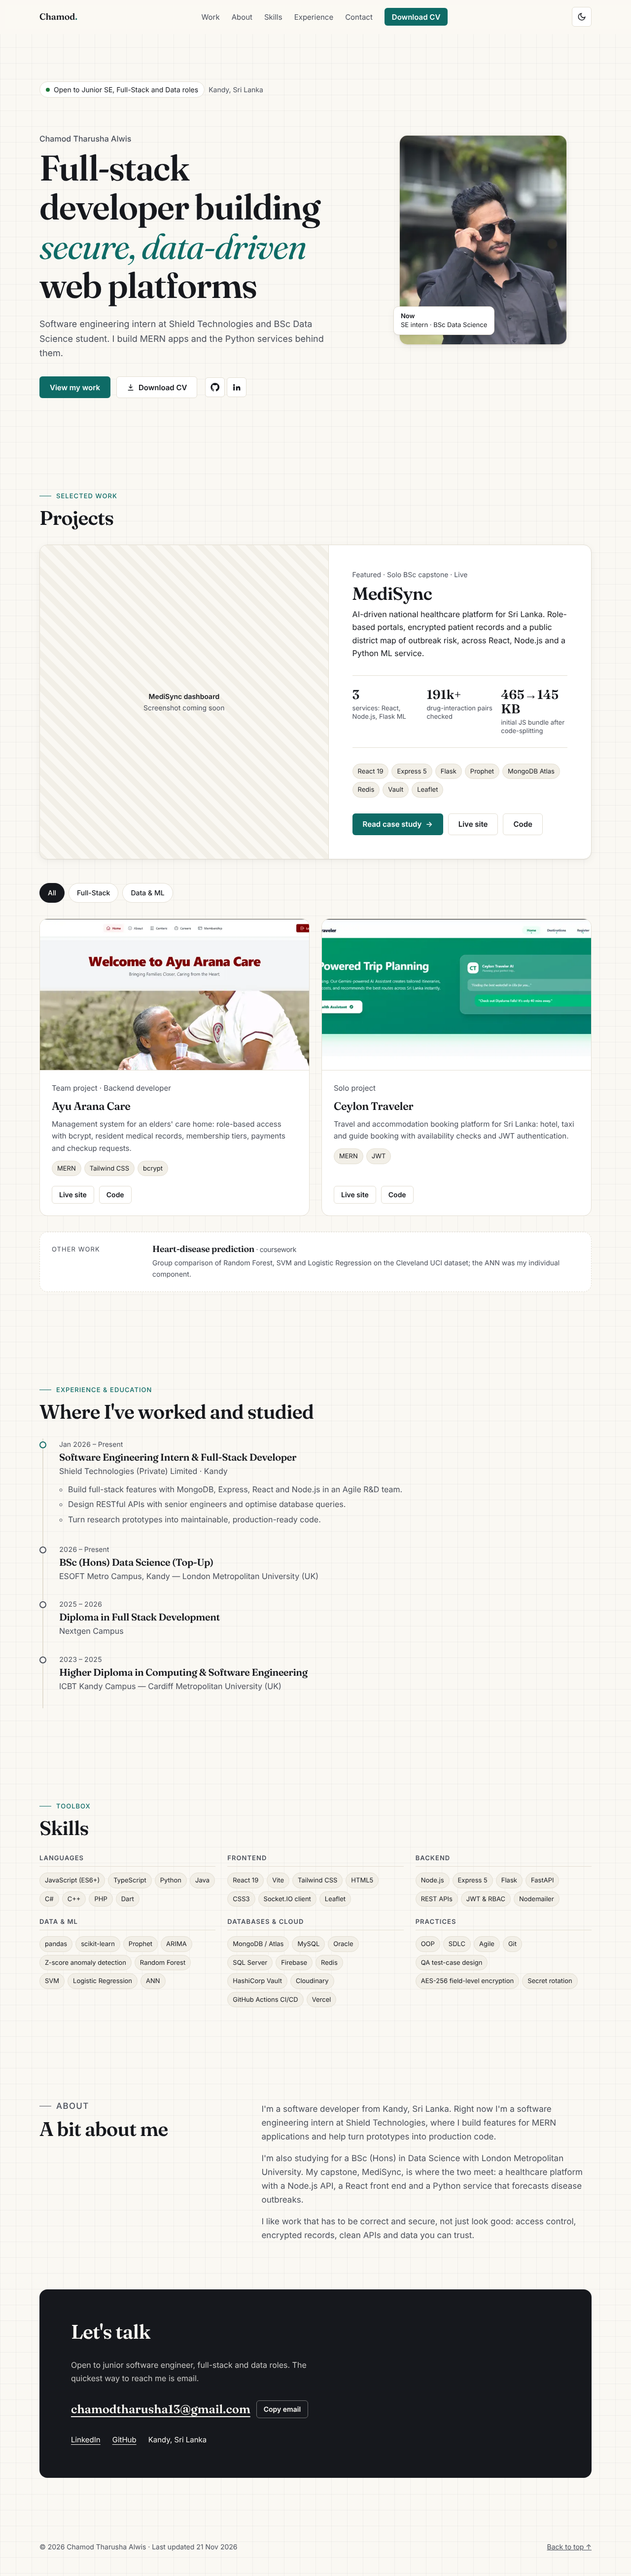 Chamod.
Work About Skills Experience Contact Download CV
Open to Junior SE, Full-Stack and Data roles Kandy, Sri Lanka
Chamod Tharusha Alwis
Full-stack
developer building
secure, data-driven
web platforms
Software engineering intern at Shield Technologies and BSc Data
Science student. I build MERN apps and the Python services behind
them.
Now
SE intern · BSc Data Science
View my work Download CV
SELECTED WORK
Projects
MediSync dashboard
Screenshot coming soon
Featured · Solo BSc capstone · Live
MediSync
AI-driven national healthcare platform for Sri Lanka. Role-
based portals, encrypted patient records and a public
district map of outbreak risk, across React, Node.js and a
Python ML service.
3
services: React,
Node.js, Flask ML
191k+
drug-interaction pairs
checked
465→145
KB
initial JS bundle after
code-splitting
React 19 Express 5 Flask Prophet MongoDB Atlas
Redis Vault Leaflet
Read case study → Live site Code
All Full-Stack Data & ML
Home About Careers Membership
Welcome to Ayu Arana Care
Bringing Families Closer, Caring from the Heart
Team project · Backend developer
Ayu Arana Care
Management system for an elders' care home: role-based access
with bcrypt, resident medical records, membership tiers, payments
and checkup requests.
MERN Tailwind CSS bcrypt
Live site Code
Traveler
Home
Powered Trip Planning
CT Ceylon Traveler AI
Solo project
Ceylon Traveler
Travel and accommodation booking platform for Sri Lanka: hotel, taxi
and guide booking with availability checks and JWT authentication.
MERN JWT
Live site Code
OTHER WORK
Heart-disease prediction · coursework
Group comparison of Random Forest, SVM and Logistic Regression on the Cleveland UCI dataset; the ANN was my individual
component.
EXPERIENCE & EDUCATION
Where I've worked and studied
Jan 2026 – Present
Software Engineering Intern & Full-Stack Developer
Shield Technologies (Private) Limited · Kandy
Build full-stack features with MongoDB, Express, React and Node.js in an Agile R&D team.
Design RESTful APIs with senior engineers and optimise database queries.
Turn research prototypes into maintainable, production-ready code.
2026 – Present
BSc (Hons) Data Science (Top-Up)
ESOFT Metro Campus, Kandy — London Metropolitan University (UK)
2025 – 2026
Diploma in Full Stack Development
Nextgen Campus
2023 – 2025
Higher Diploma in Computing & Software Engineering
ICBT Kandy Campus — Cardiff Metropolitan University (UK)
TOOLBOX
Skills
LANGUAGES
JavaScript (ES6+) TypeScript Python Java
C# C++ PHP Dart
FRONTEND
React 19 Vite Tailwind CSS HTML5
CSS3 Socket.IO client Leaflet
BACKEND
Node.js Express 5 Flask FastAPI
REST APIs JWT & RBAC Nodemailer
DATA & ML
pandas scikit-learn Prophet ARIMA
Z-score anomaly detection Random Forest
SVM Logistic Regression ANN
DATABASES & CLOUD
MongoDB / Atlas MySQL Oracle
SQL Server Firebase Redis
HashiCorp Vault Cloudinary
GitHub Actions CI/CD Vercel
PRACTICES
OOP SDLC Agile Git
QA test-case design
AES-256 field-level encryption Secret rotation
ABOUT
A bit about me
I'm a software developer from Kandy, Sri Lanka. Right now I'm a software
engineering intern at Shield Technologies, where I build features for MERN
applications and help turn prototypes into production code.
I'm also studying for a BSc (Hons) in Data Science with London Metropolitan
University. My capstone, MediSync, is where the two meet: a healthcare platform
with a Node.js API, a React front end and a Python service that forecasts disease
outbreaks.
I like work that has to be correct and secure, not just look good: access control,
encrypted records, clean APIs and data you can trust.
Let's talk
Open to junior software engineer, full-stack and data roles. The
quickest way to reach me is email.
chamodtharusha13@gmail.com Copy email
LinkedIn GitHub Kandy, Sri Lanka
© 2026 Chamod Tharusha Alwis · Last updated 21 Nov 2026
Back to top ↑